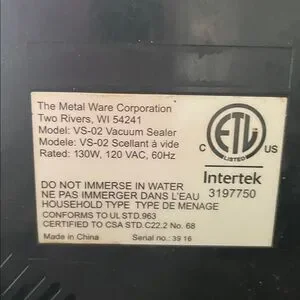 The Metal Ware Corporation
Two Rivers, WI 54241
Model: VS-02 Vacuum Sealer
Model: VS-02 Scellant à vide
Rated: 130W, 120 VAC, 60Hz
ETL
LISTED
C US
Intertek
3197750
DO NOT IMMERSE IN WATER
NE PAS IMMERGER DANS L'EAU
HOUSEHOLD TYPE TYPE DE MENAGE
CONFORMS TO UL STD.963
CERTIFIED TO CSA STD.C22.2 No. 68
Made in China Serial no.: 39 16